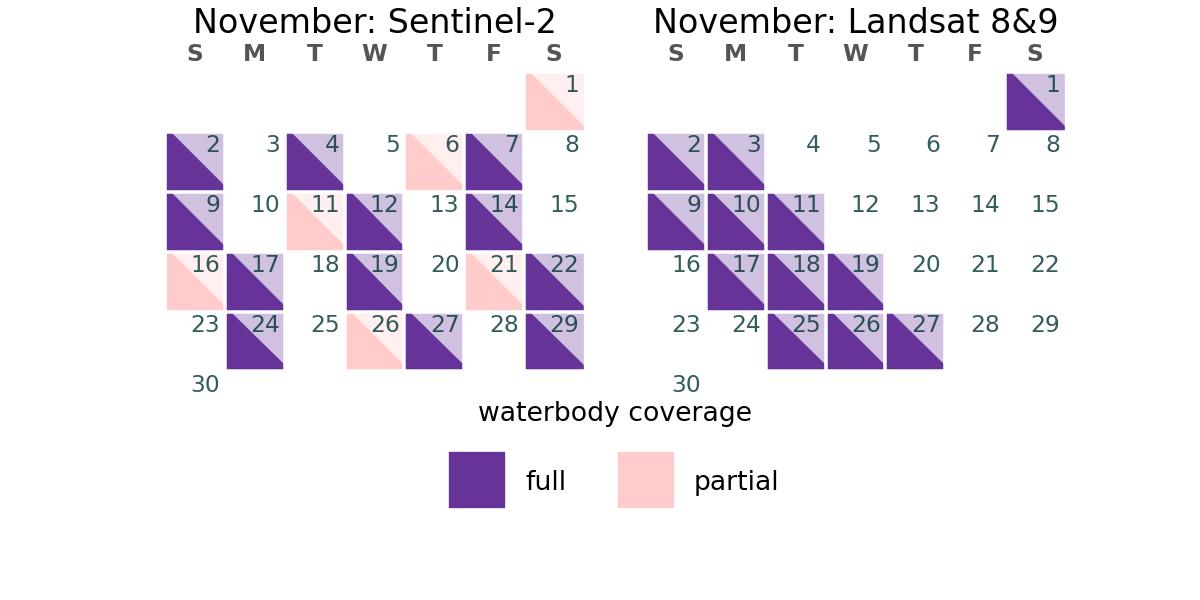 November: Sentinel-2
S M T W T F S
1
2 3 4 5 6 7 8
9 10 11 12 13 14 15
16 17 18 19 20 21 22
23 24 25 26 27 28 29
30
November: Landsat 8&9
S M T W T F S
1
2 3 4 5 6 7 8
9 10 11 12 13 14 15
16 17 18 19 20 21 22
23 24 25 26 27 28 29
30
waterbody coverage
full partial